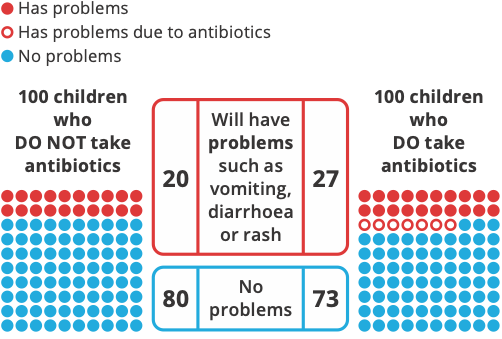 Has problems
Has problems due to antibiotics
No problems
100 children
who
DO NOT take
antibiotics
20
Will have
problems
such as
vomiting,
diarrhoea
or rash
27
80
No
problems
73
100 children
who
DO take
antibiotics